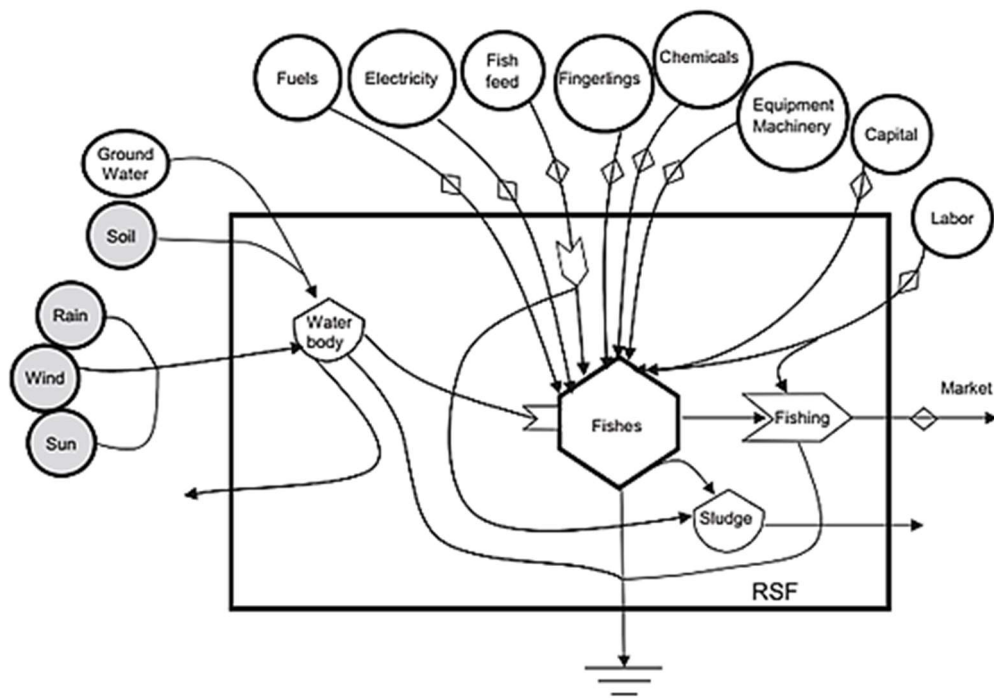 Fuels
Electricity
Fish
feed
Fingerlings
Chemicals
Equipment
Machinery
Capital
Labor
Ground
Water
Soil
Rain
Wind
Sun
Water
body
Fishes
Fishing
Market
Sludge
RSF